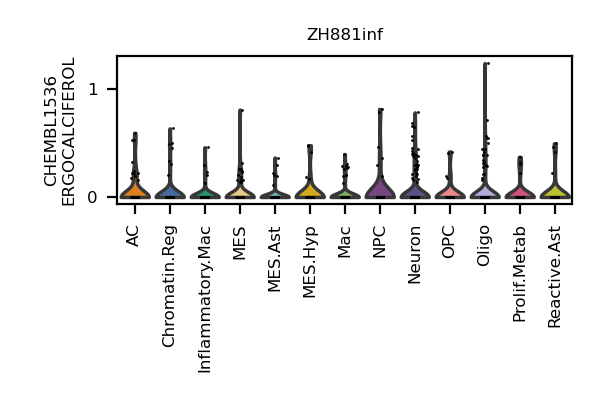 ZH881inf
CHEMBL1536
ERGOCALCIFEROL
1
0
AC
Chromatin.Reg
Inflammatory.Mac
MES
MES.Ast
MES.Hyp
Mac
NPC
Neuron
OPC
Oligo
Prolif.Metab
Reactive.Ast